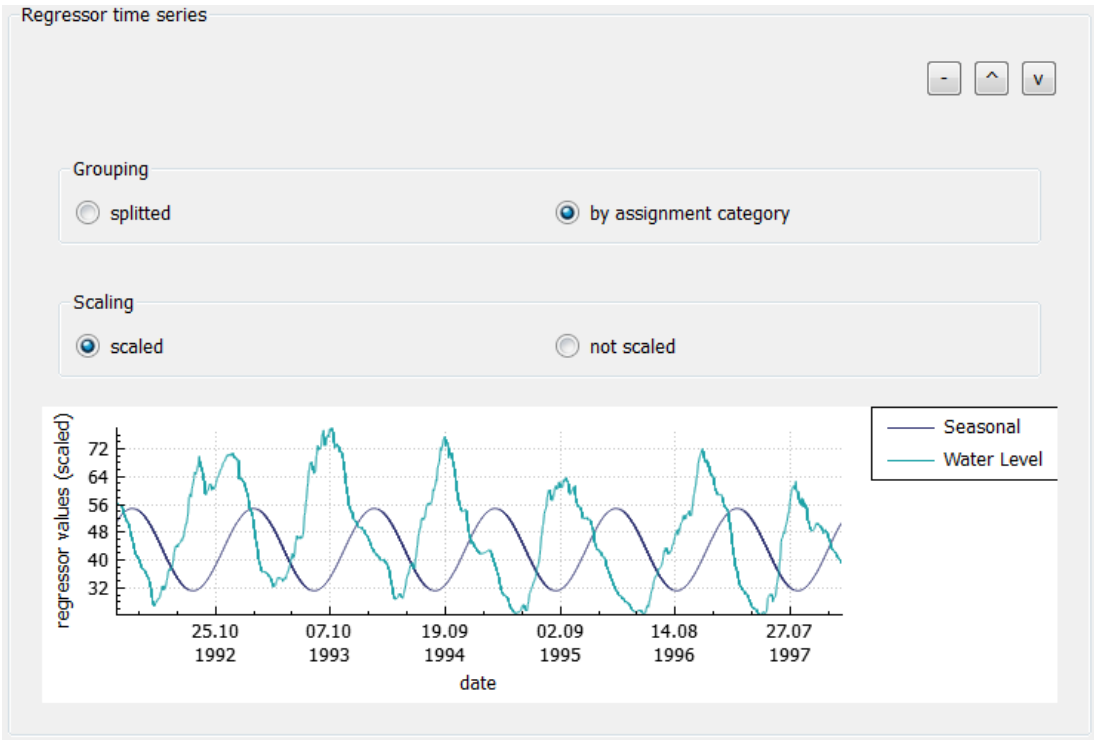 Regressor time series
- ^ v
Grouping
splitted
by assignment category
Scaling
scaled
not scaled
regressor values (scaled)
72
64
56
48
40
32
25.10 07.10 19.09 02.09 14.08 27.07
1992 1993 1994 1995 1996 1997
date
Seasonal
Water Level